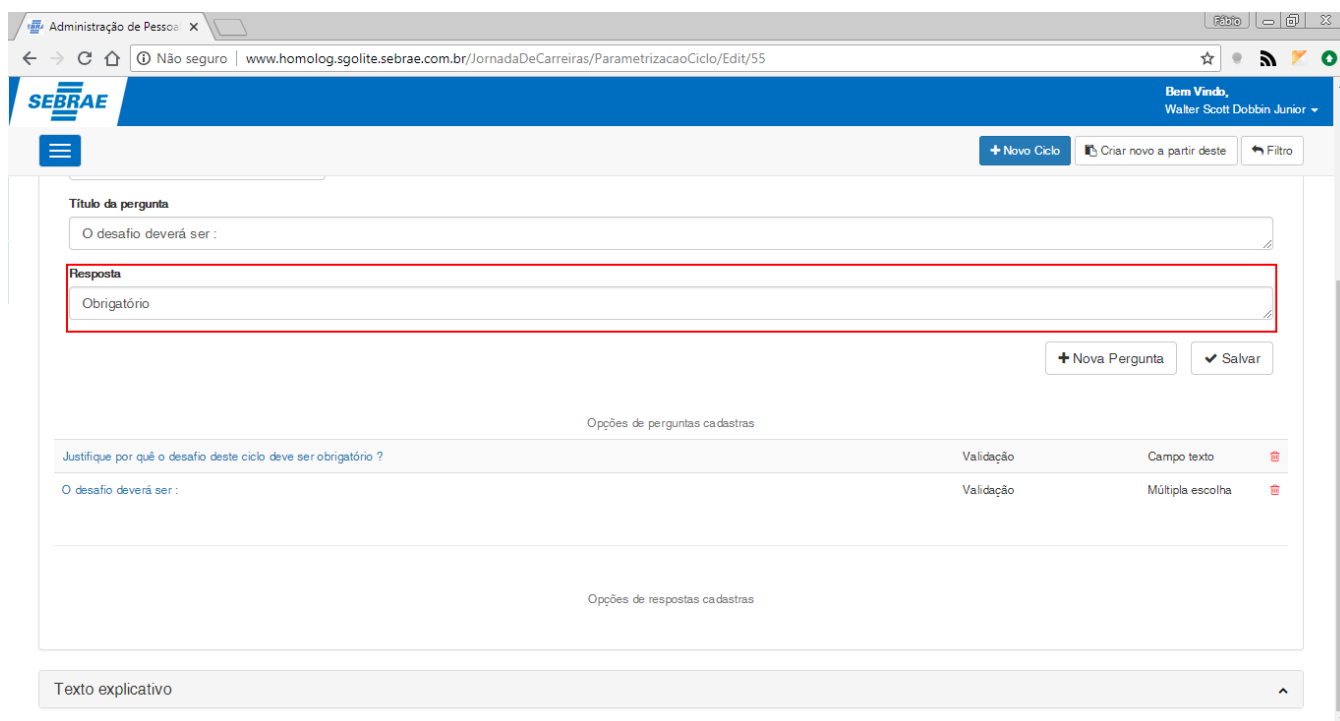 Administração de Pessoa
Fábio
Não seguro | www.homolog.sgolite.sebrae.com.br/JornadaDeCarreiras/ParametrizacaoCiclo/Edit/55
SEBRAE
Bem Vindo,
Walter Scott Dobbin Junior
+ Novo Ciclo Criar novo a partir deste Filtro
Título da pergunta
O desafio deverá ser :
Resposta
Obrigatório
+ Nova Pergunta Salvar
Opções de perguntas cadastras
Justifique por quê o desafio deste ciclo deve ser obrigatório ? Validação Campo texto
O desafio deverá ser : Validação Múltipla escolha
Opções de respostas cadastras
Texto explicativo